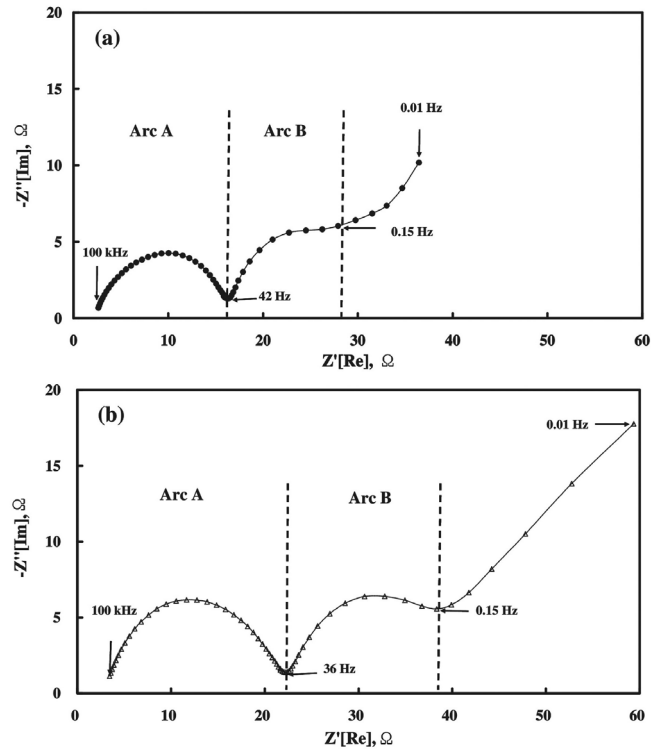 20
(a)
15
0.01 Hz
Arc A
Arc B
-Z''[Im], Ω
10
100 kHz
5
0.15 Hz
42 Hz
0
0 10 20 30 40 50 60
Z'[Re], Ω
20
(b)
0.01 Hz
15
Arc A
Arc B
-Z''[Im], Ω
10
100 kHz
5
0.15 Hz
36 Hz
0
0 10 20 30 40 50 60
Z'[Re], Ω